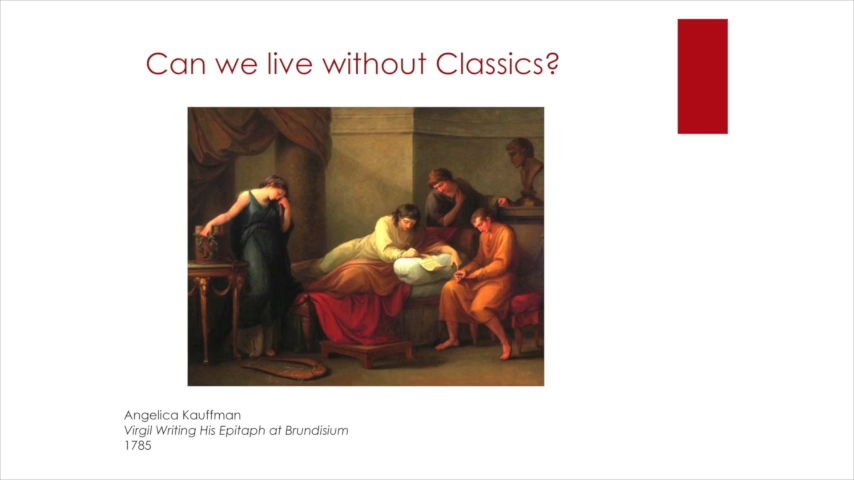 Can we live without Classics?
Angelica Kauffman
Virgil Writing His Epitaph at Brundisium
1785